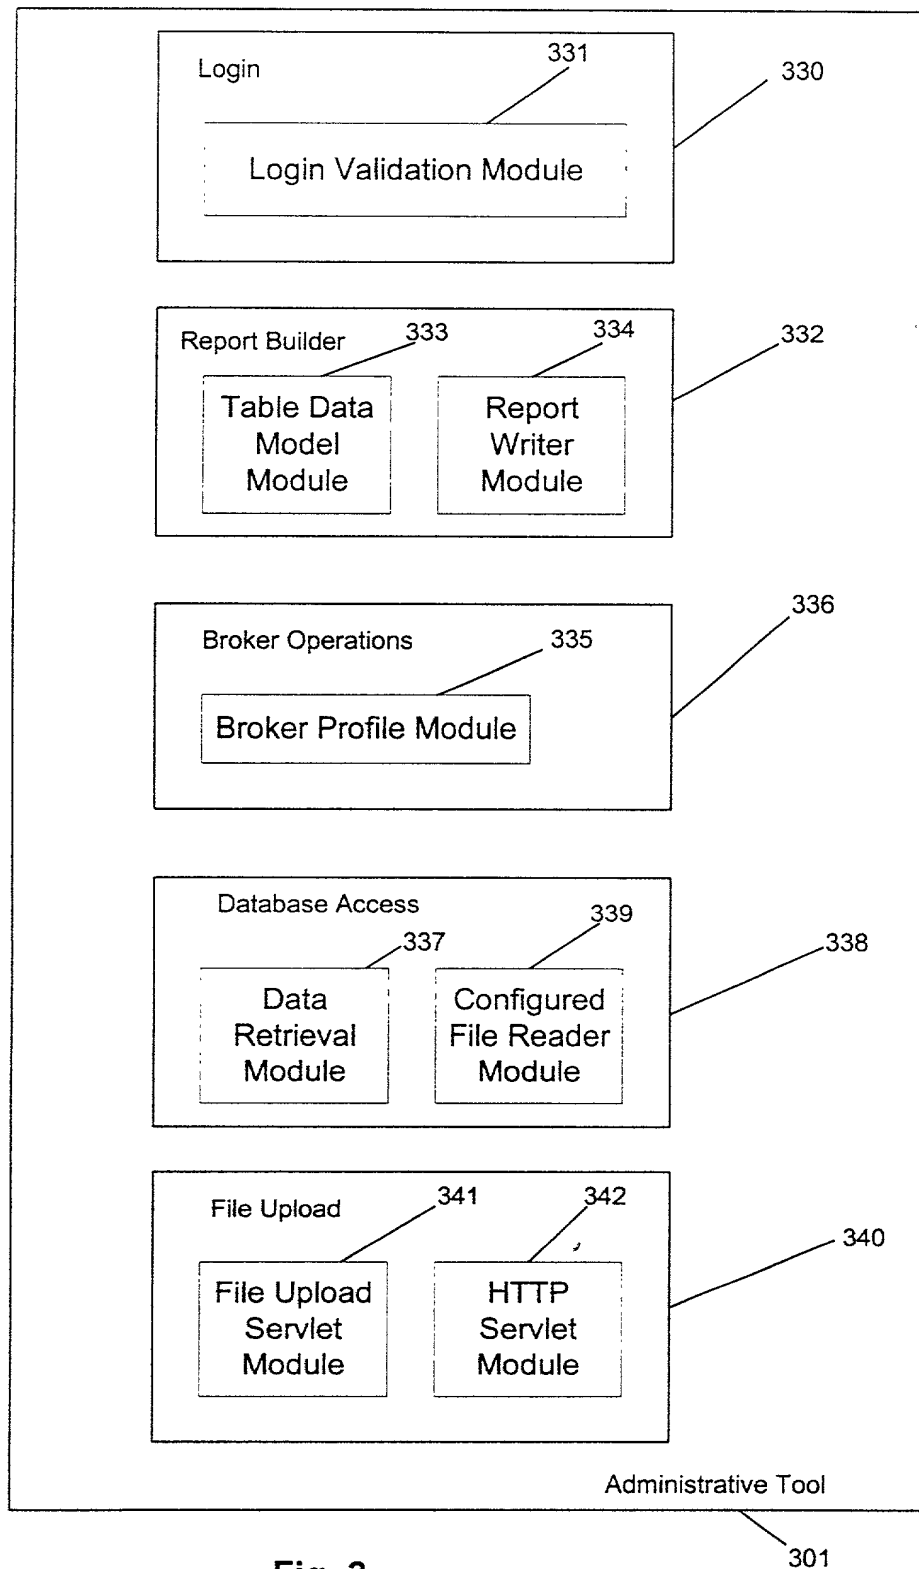 331
Login
330
Login Validation Module
333
334
332
Report Builder
Table Data
Model
Module
Report
Writer
Module
336
Broker Operations
335
Broker Profile Module
Database Access
337
339
338
Data
Retrieval
Module
Configured
File Reader
Module
341
342
File Upload
340
File Upload
Servlet
Module
HTTP
Servlet
Module
Administrative Tool
301
Fig.